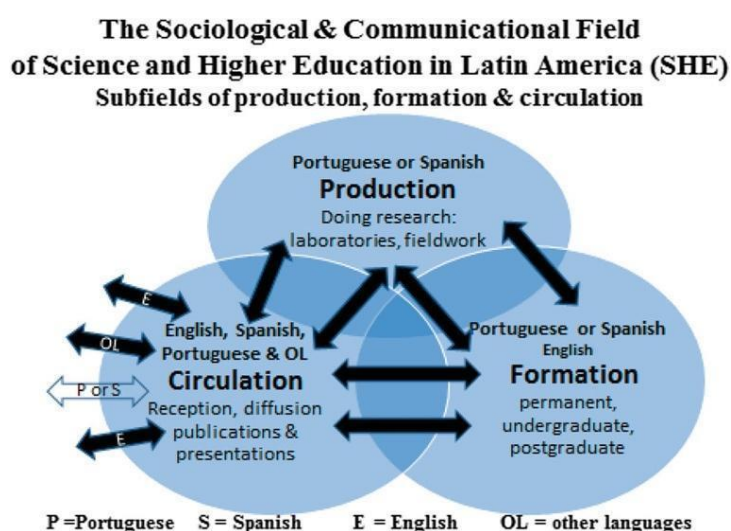 The Sociological & Communicational Field
of Science and Higher Education in Latin America (SHE)
Subfields of production, formation & circulation
Portuguese or Spanish
Production
Doing research:
laboratories, fieldwork
E
OL
P or S
E
English, Spanish,
Portuguese & OL
Circulation
Reception, diffusion
publications &
presentations
Portuguese or Spanish
English
Formation
permanent,
undergraduate,
postgraduate
P =Portuguese S = Spanish E = English OL = other languages